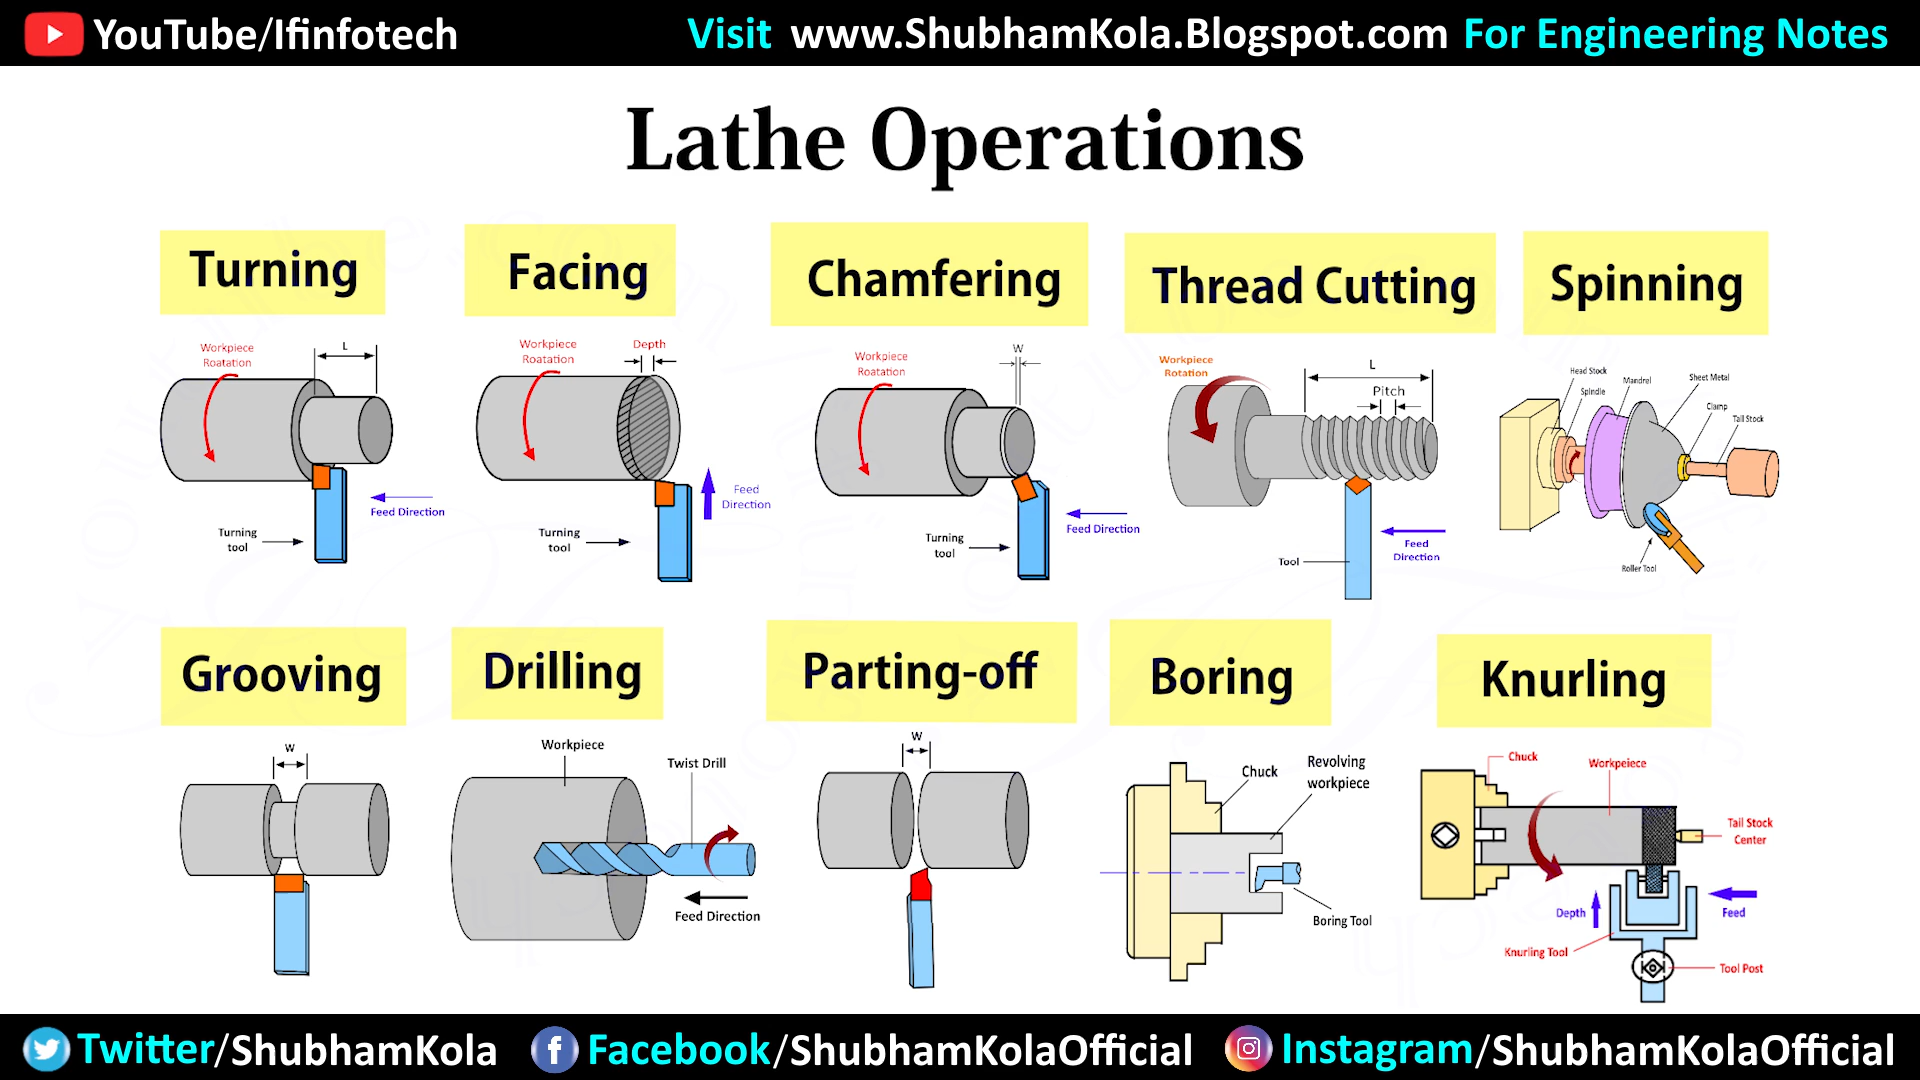 YouTube/Ifinfotech
Visit www.ShubhamKola.Blogspot.com For Engineering Notes
Lathe Operations
Turning
Facing
Chamfering
Thread Cutting
Spinning
Workpiece
Roatation
L
Feed Direction
Turning
tool
Workpiece
Roatation
Depth
Feed
Direction
Turning
tool
Workpiece
Roatation
W
Feed Direction
Turning
tool
Workpiece
Rotation
L
Pitch
Feed
Direction
Tool
Head Stock
Spindle
Mandrel
Sheet Metal
Clamp
Tail Stock
Roller Tool
Grooving
Drilling
Parting-off
Boring
Knurling
W
Workpiece
Twist Drill
Feed Direction
W
Chuck
Revolving
workpiece
Boring Tool
Chuck
Workpeiece
Tail Stock
Center
Depth
Feed
Knurling Tool
Tool Post
Twitter/ShubhamKola
Facebook/ShubhamKolaOfficial
Instagram/ShubhamKolaOfficial